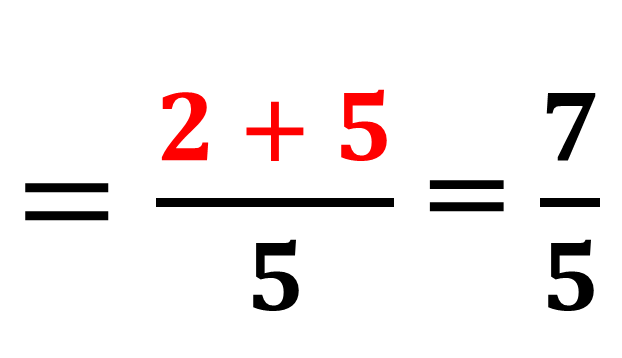 = (2 + 5)/5 = 7/5